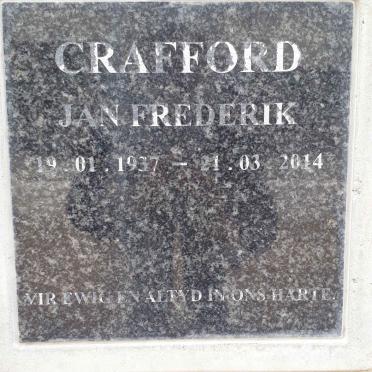 CRAFFORD
JAN FREDERIK
19 . 01 . 1937 – 21 . 03 . 2014
VIR EWIG EN ALTYD IN ONS HARTE.